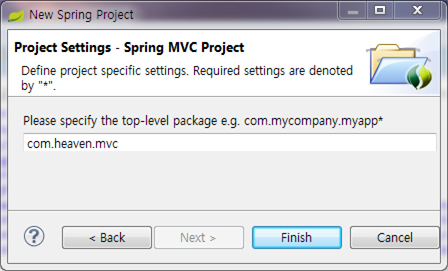 New Spring Project
Project Settings - Spring MVC Project
Define project specific settings. Required settings are denoted
by "*".
Please specify the top-level package e.g. com.mycompany.myapp*
com.heaven.mvc
?
< Back
Next >
Finish
Cancel